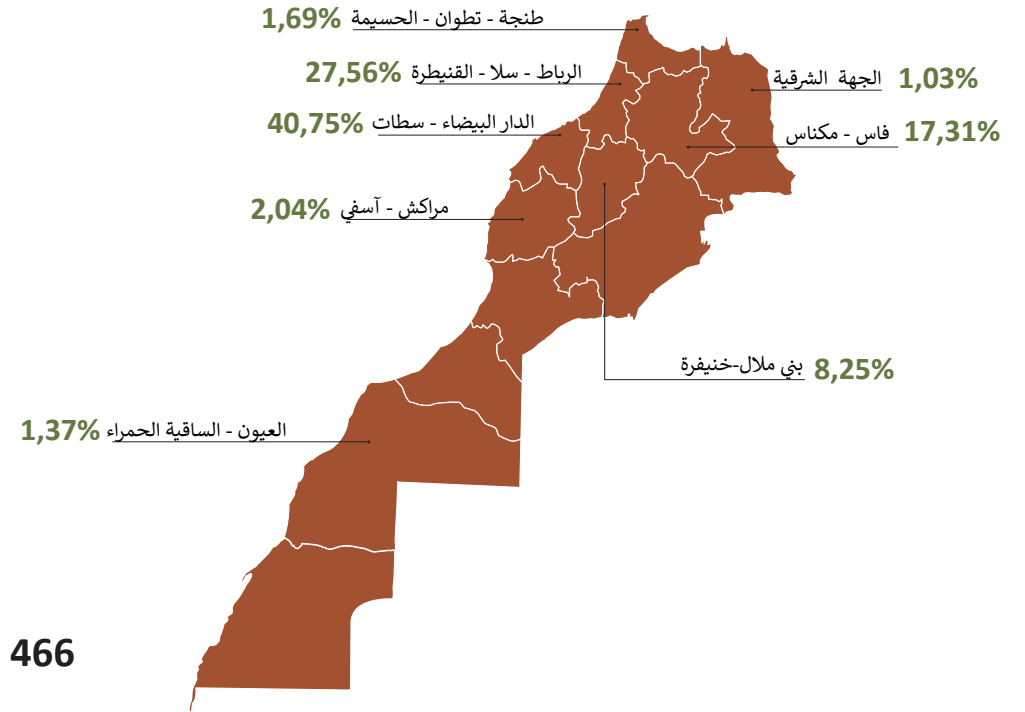 طنجة - تطوان - الحسيمة 1,69%
الرباط - سلا - القنيطرة 27,56%
الجهة الشرقية 1,03%
الدار البيضاء - سطات 40,75%
فاس - مكناس 17,31%
مراكش - آسفي 2,04%
بني ملال-خنيفرة 8,25%
العيون - الساقية الحمراء 1,37%
466